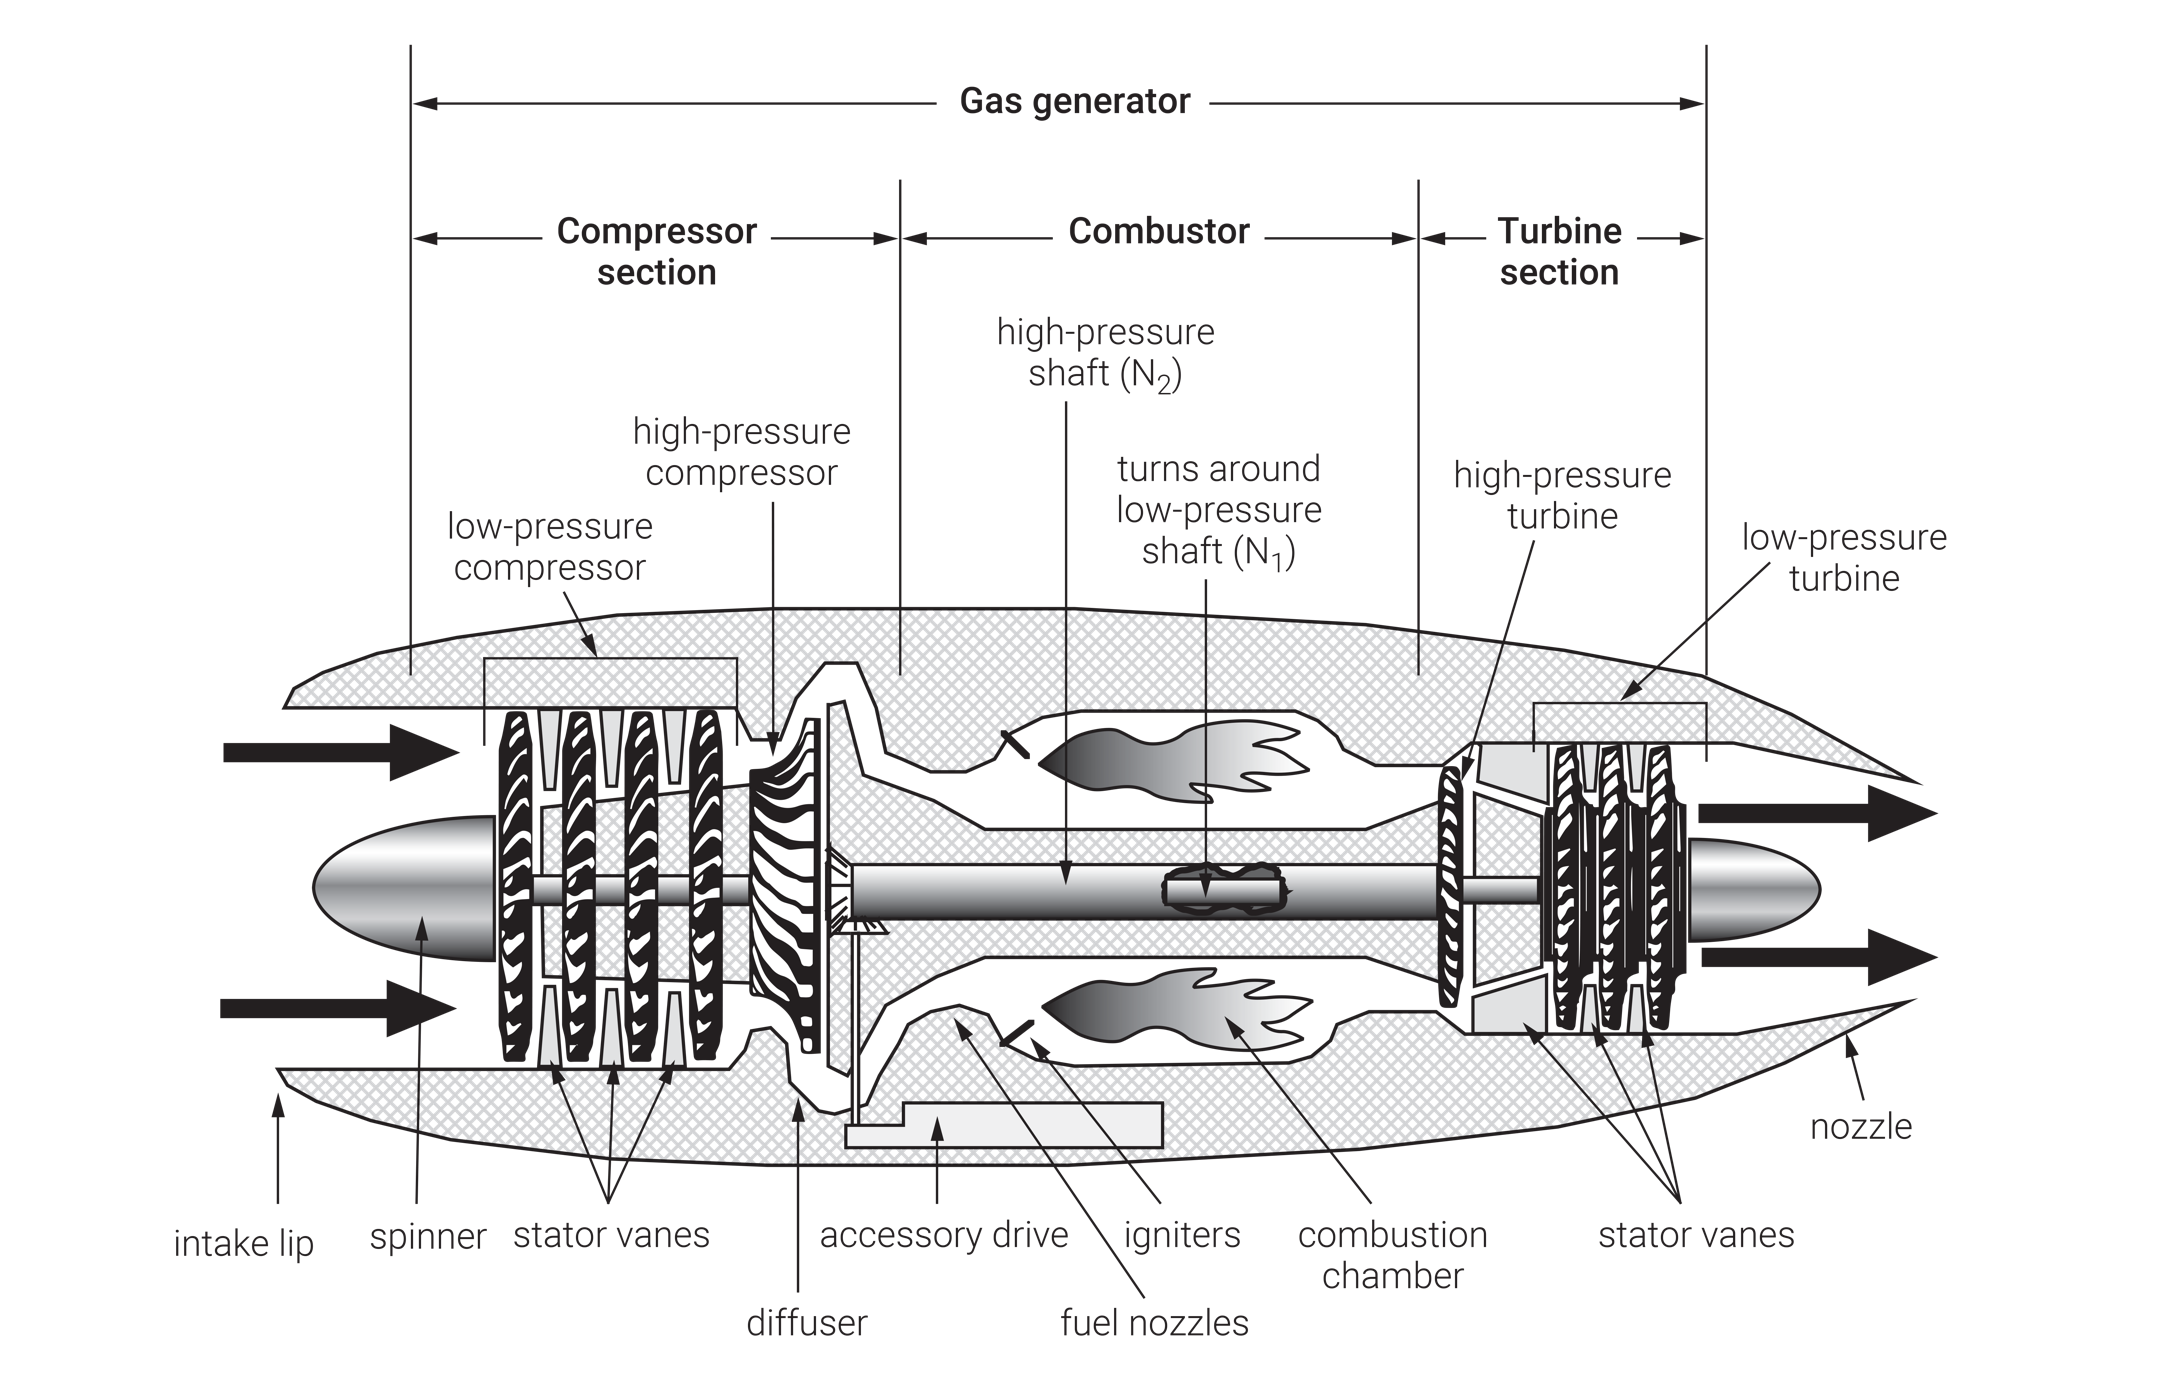 Gas generator
Compressor
section
Combustor
Turbine
section
high-pressure
shaft (N₂)
high-pressure
compressor
turns around
low-pressure
shaft (N₁)
high-pressure
turbine
low-pressure
compressor
low-pressure
turbine
nozzle
intake lip
spinner
stator vanes
accessory drive
igniters
combustion
chamber
stator vanes
diffuser
fuel nozzles